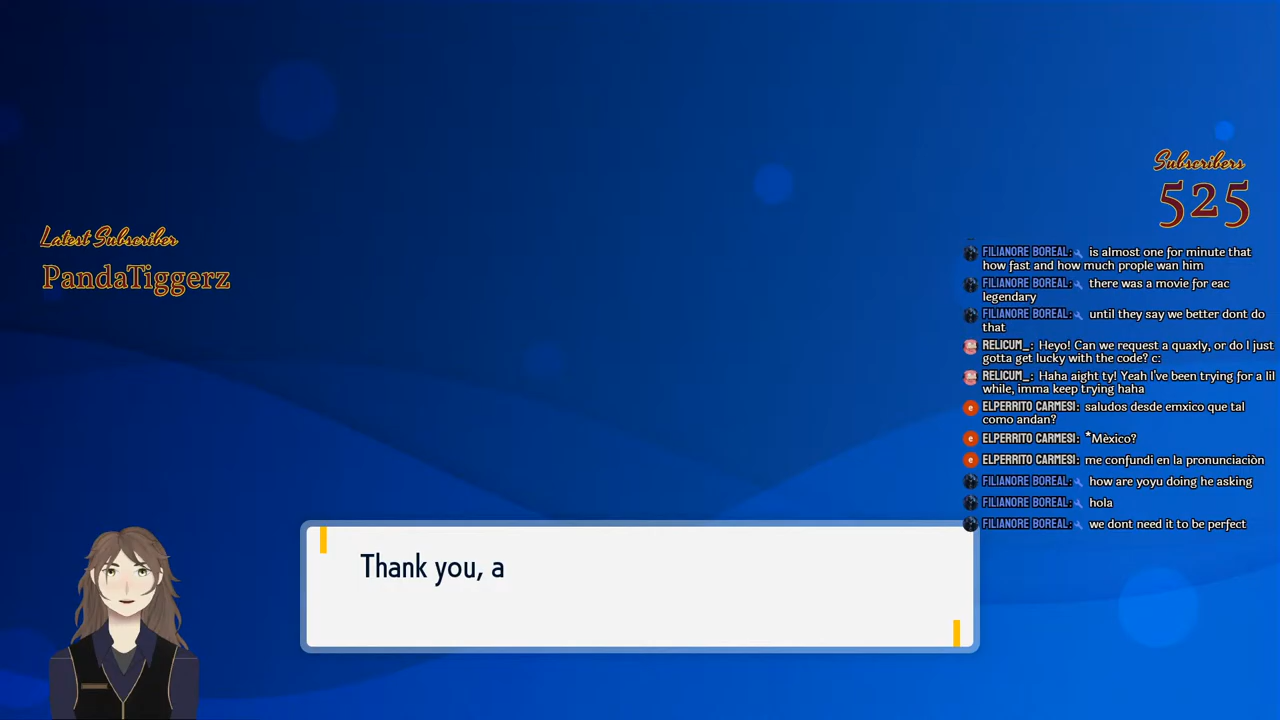 Latest Subscriber
PandaTiggerz
Subscribers
525
FILIANORE BOREAL: is almost one for minute that
how fast and how much prople wan him
FILIANORE BOREAL: there was a movie for eac
legendary
FILIANORE BOREAL: until they say we better dont do
that
RELICUM_: Heyo! Can we request a quaxly, or do I just
gotta get lucky with the code? c:
RELICUM_: Haha aight ty! Yeah I've been trying for a lil
while, imma keep trying haha
ELPERRITO CARMESI: saludos desde emxico que tal
como andan?
ELPERRITO CARMESI: *Mèxico?
ELPERRITO CARMESI: me confundi en la pronunciaciòn
FILIANORE BOREAL: how are yoyu doing he asking
FILIANORE BOREAL: hola
FILIANORE BOREAL: we dont need it to be perfect
Thank you, a